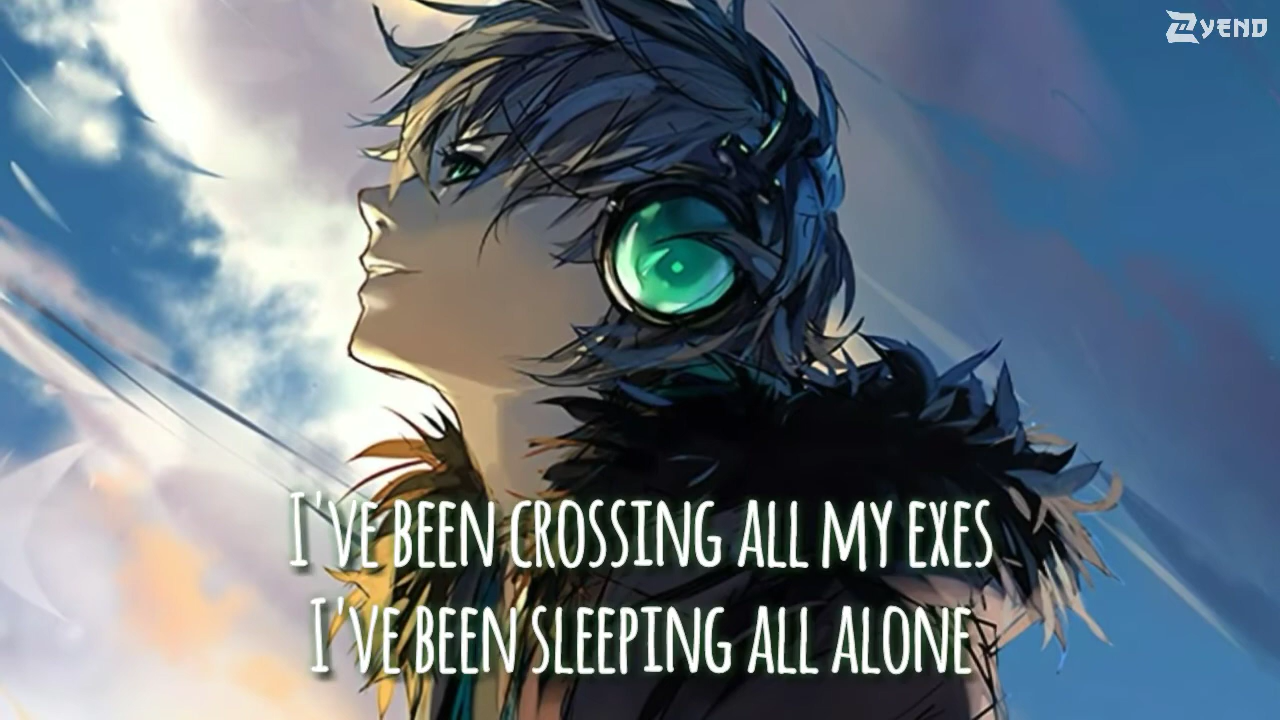 ZYEND
I'VE BEEN CROSSING ALL MY EXES
I'VE BEEN SLEEPING ALL ALONE